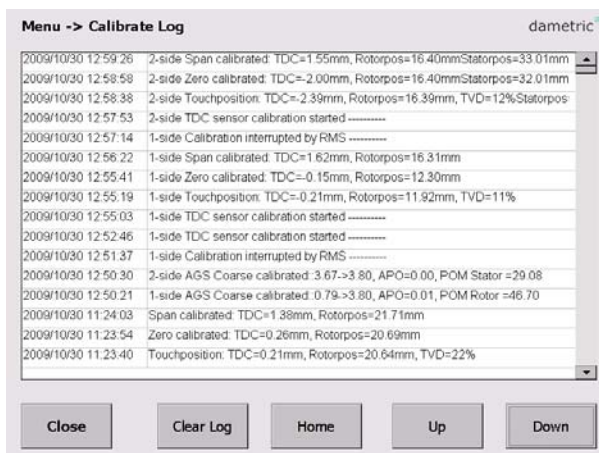 Menu -> Calibrate Log
dametric
2009/10/30 12:59:26 2-side Span calibrated: TDC=1.55mm, Rotorpos=16.40mmStatorpos=33.01mm
2009/10/30 12:58:58 2-side Zero calibrated: TDC=-2.00mm, Rotorpos=16.40mmStatorpos=32.01mm
2009/10/30 12:58:38 2-side Touchposition: TDC=-2.39mm, Rotorpos=16.39mm, TVD=12%Statorpos
2009/10/30 12:57:53 2-side TDC sensor calibration started ----------
2009/10/30 12:57:14 1-side Calibration interrupted by RMS ----------
2009/10/30 12:56:22 1-side Span calibrated: TDC=1.62mm, Rotorpos=16.31mm
2009/10/30 12:55:41 1-side Zero calibrated: TDC=-0.15mm, Rotorpos=12.30mm
2009/10/30 12:55:19 1-side Touchposition: TDC=-0.21mm, Rotorpos=11.92mm, TVD=11%
2009/10/30 12:55:03 1-side TDC sensor calibration started ----------
2009/10/30 12:52:46 1-side TDC sensor calibration started ----------
2009/10/30 12:51:37 1-side Calibration interrupted by RMS ----------
2009/10/30 12:50:30 2-side AGS Coarse calibrated: 3.67->3.80, APO=0.00, POM Stator =29.08
2009/10/30 12:50:21 1-side AGS Coarse calibrated: 0.79->3.80, APO=0.01, POM Rotor =46.70
2009/10/30 11:24:03 Span calibrated: TDC=1.38mm, Rotorpos=21.71mm
2009/10/30 11:23:54 Zero calibrated: TDC=0.26mm, Rotorpos=20.69mm
2009/10/30 11:23:40 Touchposition: TDC=0.21mm, Rotorpos=20.64mm, TVD=22%
Close Clear Log Home Up Down